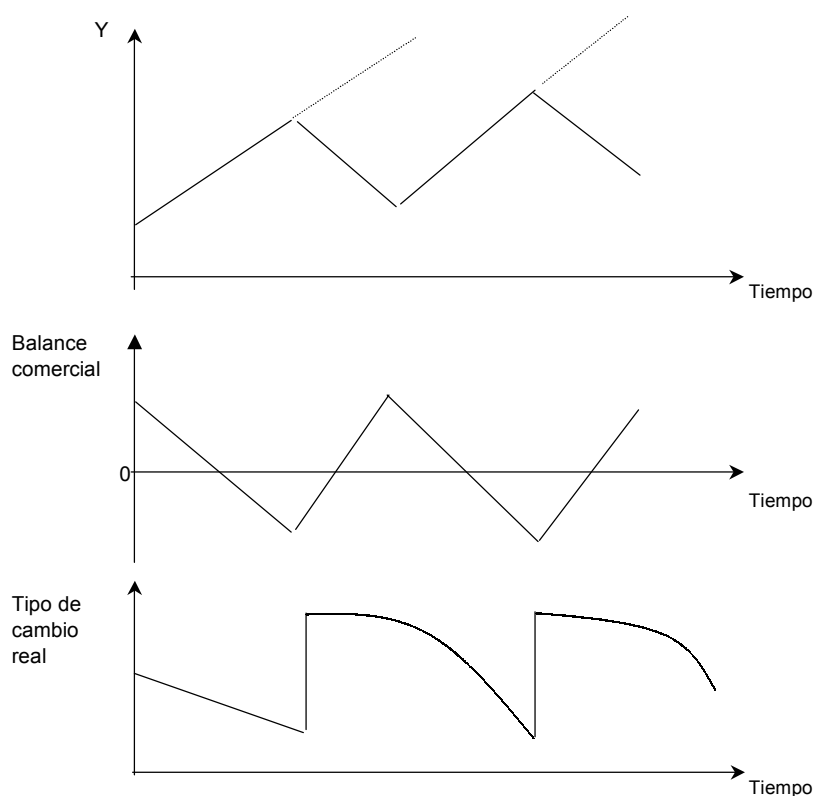 Y
Tiempo
Balance
comercial
0
Tiempo
Tipo de
cambio
real
Tiempo